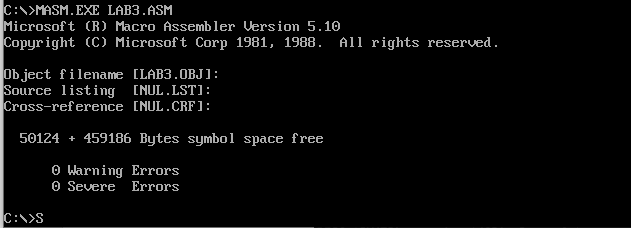 C:\>MASM.EXE LAB3.ASM
Microsoft (R) Macro Assembler Version 5.10
Copyright (C) Microsoft Corp 1981, 1988.  All rights reserved.
Object filename [LAB3.OBJ]:
Source listing  [NUL.LST]:
Cross-reference [NUL.CRF]:
50124 + 459186 Bytes symbol space free
0 Warning Errors
0 Severe  Errors
C:\>S